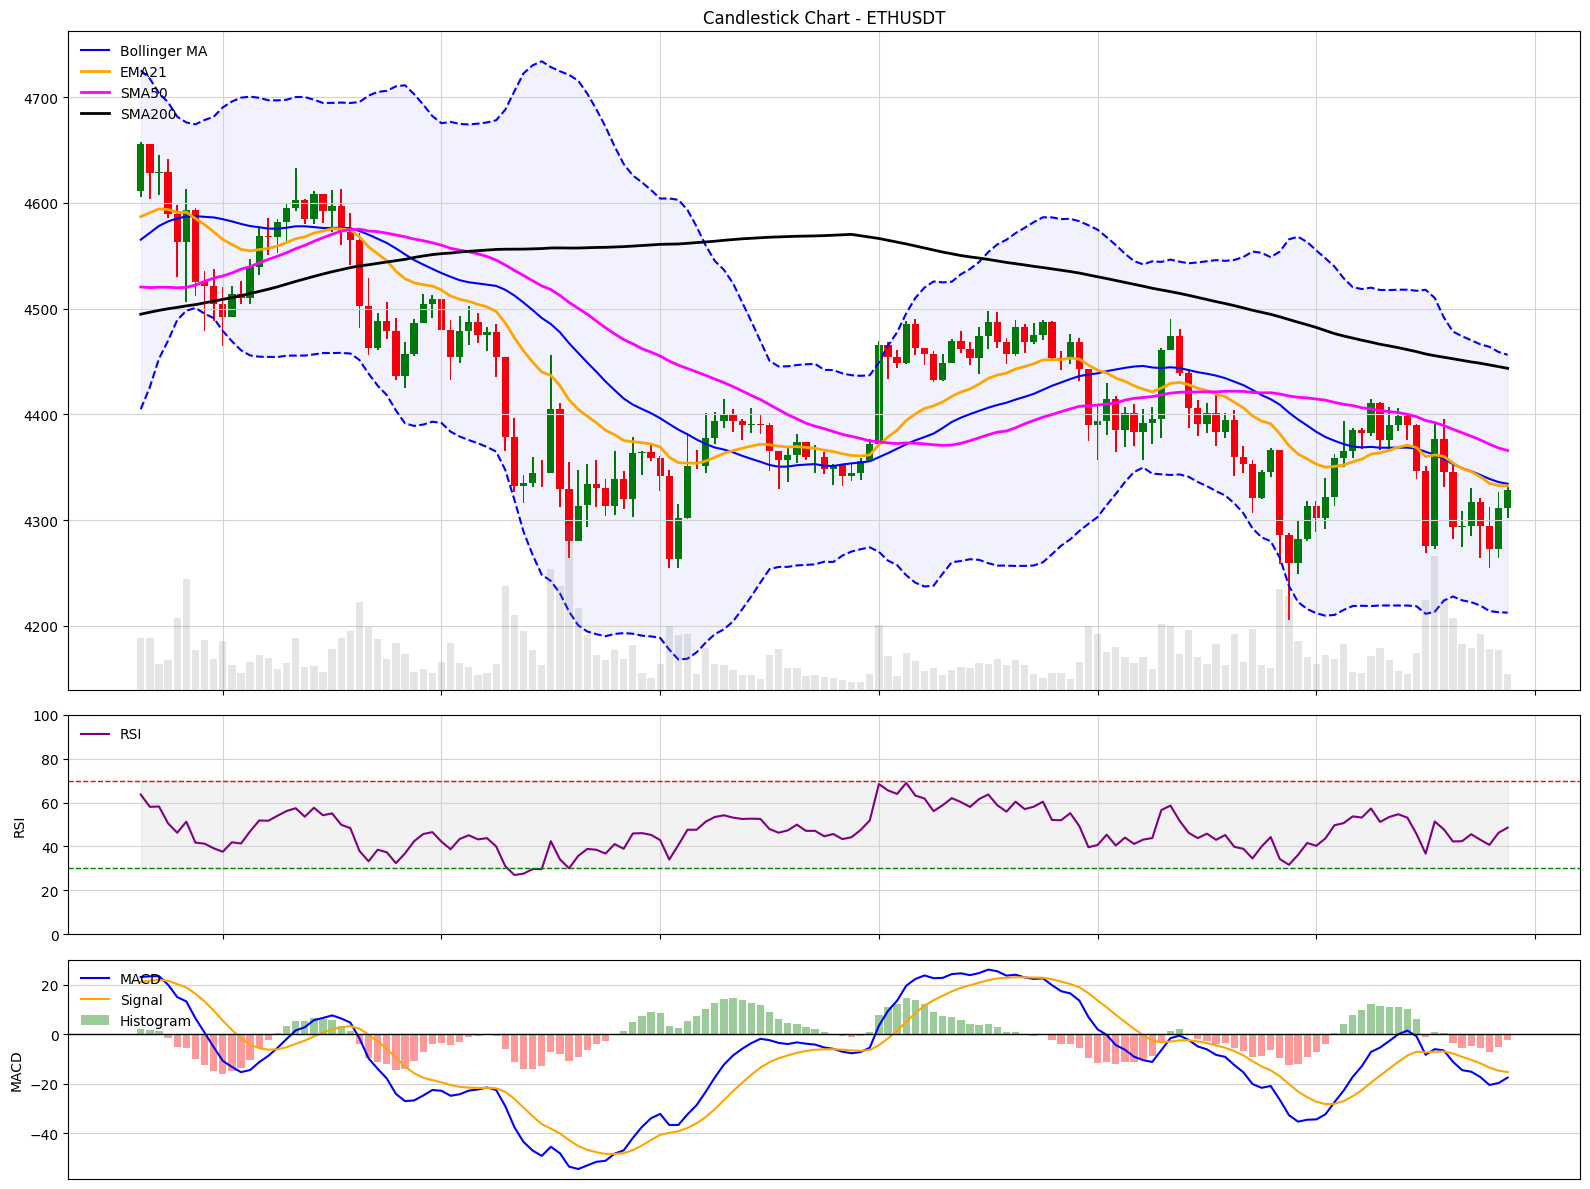 Candlestick Chart - ETHUSDT
Bollinger MA
EMA21
SMA50
SMA200
4700
4600
4500
4400
4300
4200
RSI
100
80
60
40
20
0
RSI
MACD
Signal
Histogram
20
0
−20
−40
MACD